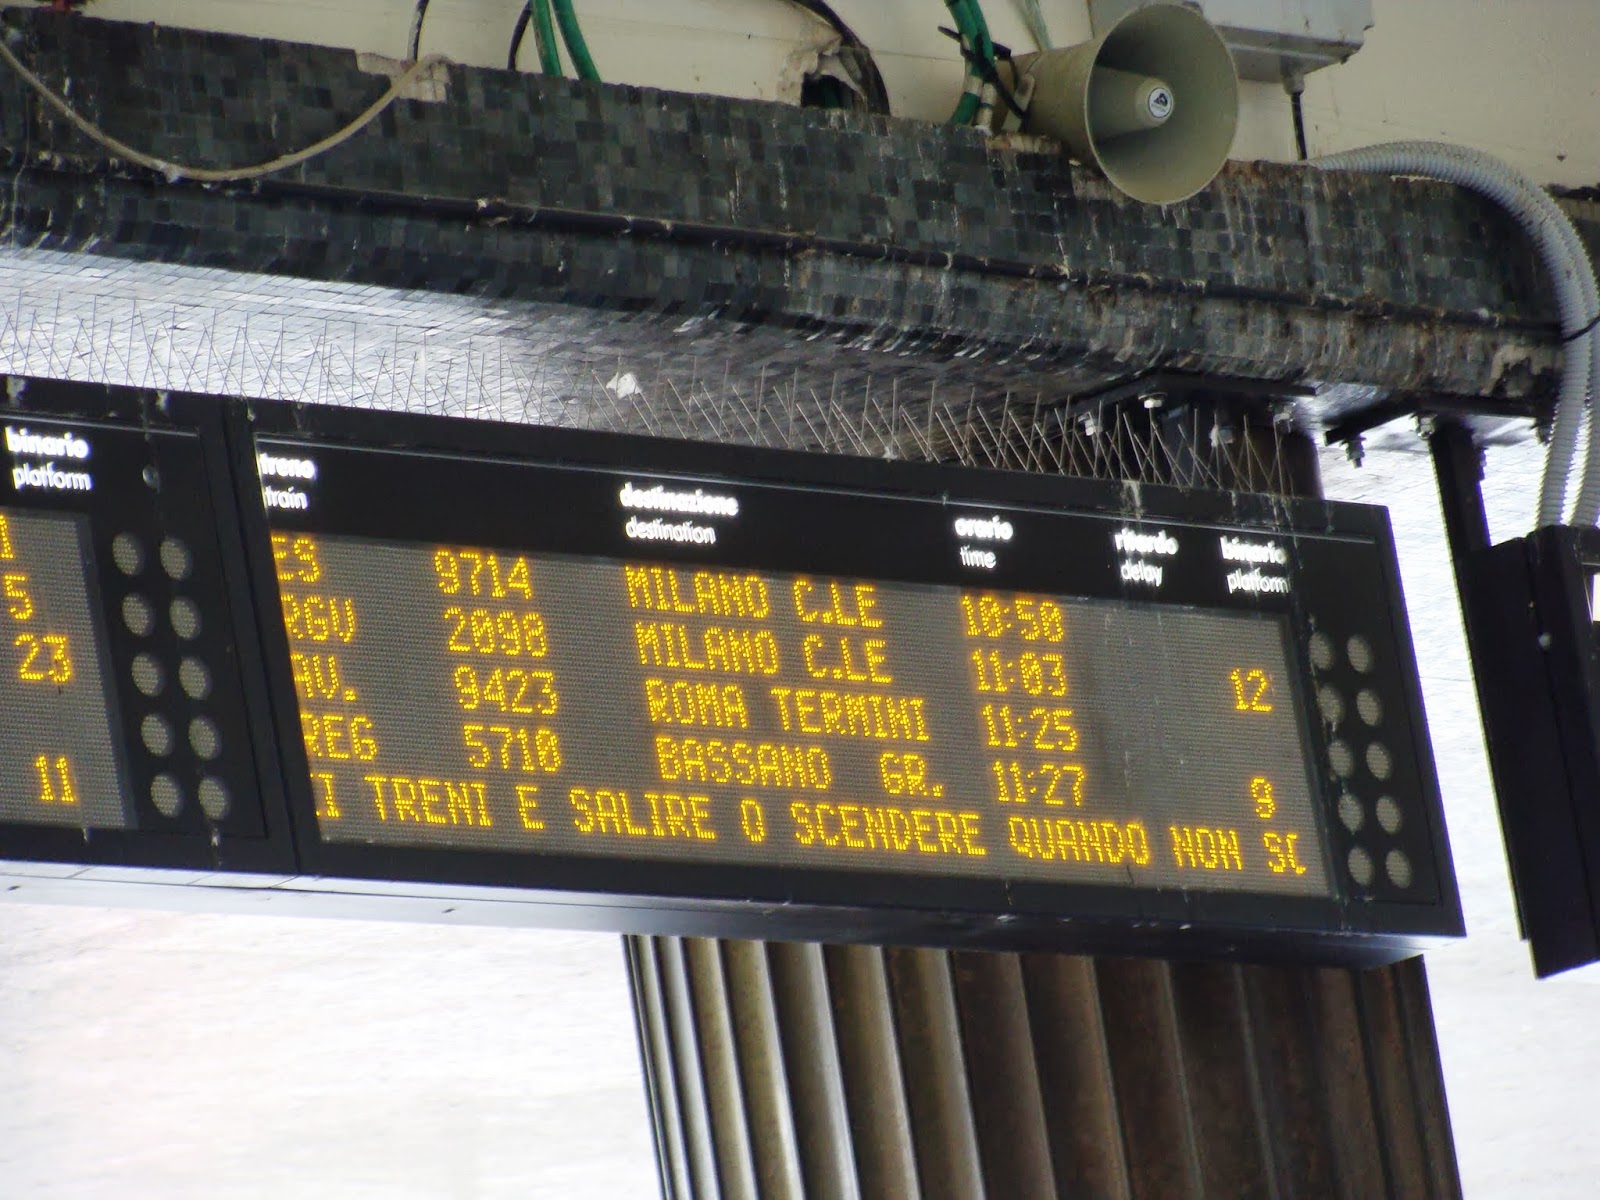 binario
platform
1
5
23
11
treno destinazione orario ritardo binario
train destination time delay platform
ES 9714 MILANO C.LE 10:50
RGV 2098 MILANO C.LE 11:03 12
AV. 9423 ROMA TERMINI 11:25
REG 5710 BASSANO GR. 11:27 9
I TRENI E SALIRE O SCENDERE QUANDO NON SO